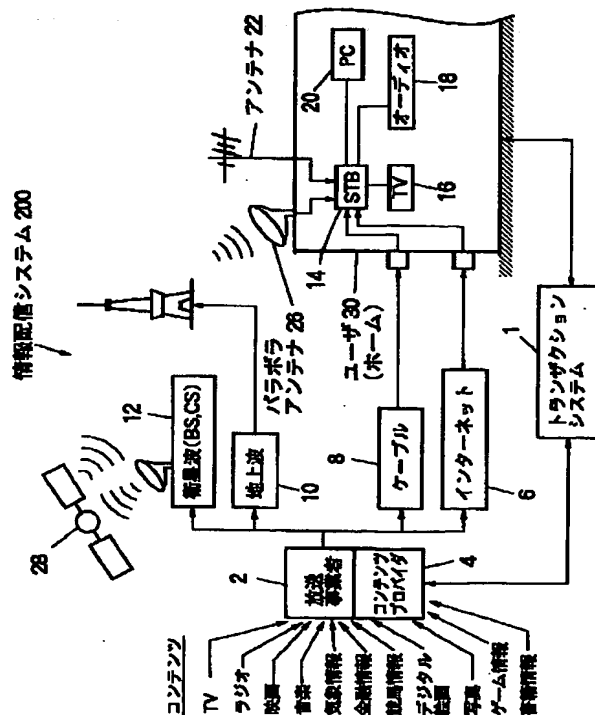 情報配信システム 200
28
12
衛星波(BS,CS)
地上波
10
パラボラ
アンテナ 26
アンテナ 22
ユーザ 30
(ホーム)
14
STB
TV
16
PC
20
オーディオ
18
8
ケーブル
インターネット
6
2
放送
事業者
コンテンツ
プロバイダ
4
1
トランザクション
システム
コンテンツ
TV
ラジオ
映画
音楽
気象情報
金融情報
競馬情報
デジタル
絵画
写真
ゲーム情報
書籍情報